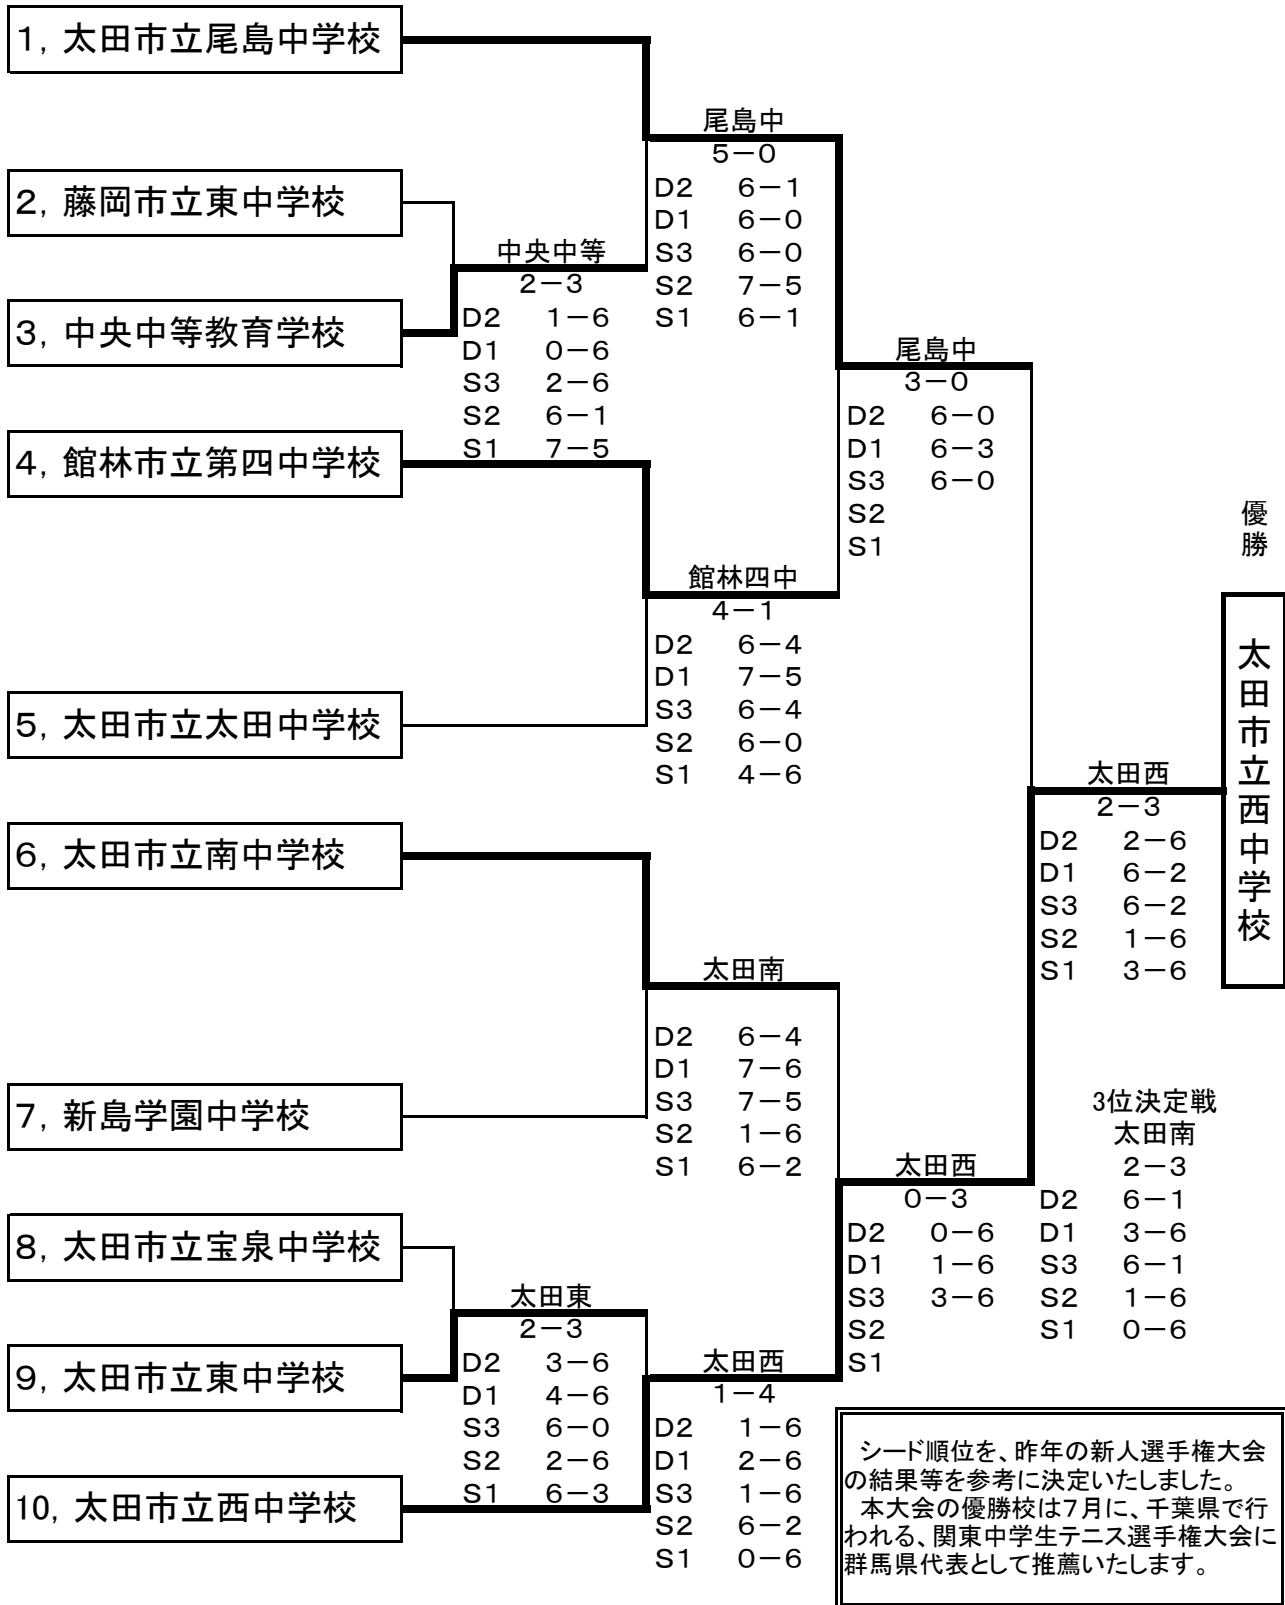 1, 太田市立尾島中学校
2, 藤岡市立東中学校
3, 中央中等教育学校
4, 館林市立第四中学校
5, 太田市立太田中学校
6, 太田市立南中学校
7, 新島学園中学校
8, 太田市立宝泉中学校
9, 太田市立東中学校
10, 太田市立西中学校
中央中等
2－3
D2 1－6
D1 0－6
S3 2－6
S2 6－1
S1 7－5
太田東
2－3
D2 3－6
D1 4－6
S3 6－0
S2 2－6
S1 6－3
尾島中
5－0
D2 6－1
D1 6－0
S3 6－0
S2 7－5
S1 6－1
館林四中
4－1
D2 6－4
D1 7－5
S3 6－4
S2 6－0
S1 4－6
太田南
D2 6－4
D1 7－6
S3 7－5
S2 1－6
S1 6－2
太田西
1－4
D2 1－6
D1 2－6
S3 1－6
S2 6－2
S1 0－6
尾島中
3－0
D2 6－0
D1 6－3
S3 6－0
S2
S1
太田西
0－3
D2 0－6
D1 1－6
S3 3－6
S2
S1
太田西
2－3
D2 2－6
D1 6－2
S3 6－2
S2 1－6
S1 3－6
優勝
太田市立西中学校
3位決定戦
太田南
2－3
D2 6－1
D1 3－6
S3 6－1
S2 1－6
S1 0－6
シード順位を、昨年の新人選手権大会
の結果等を参考に決定いたしました。
本大会の優勝校は7月に、千葉県で行
われる、関東中学生テニス選手権大会に
群馬県代表として推薦いたします。